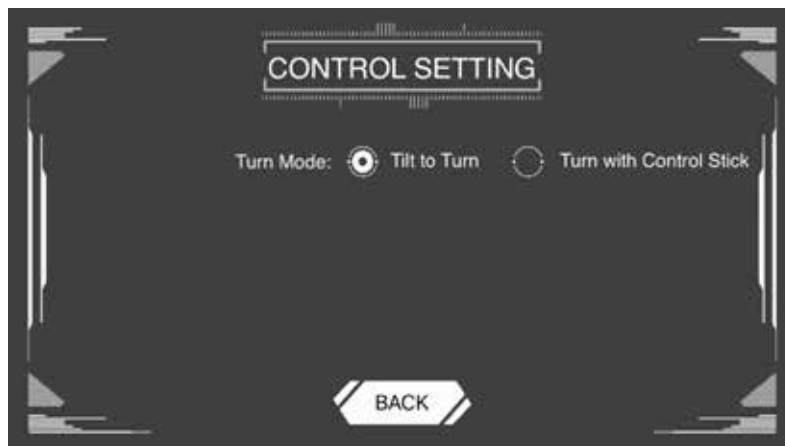 CONTROL SETTING
Turn Mode: Tilt to Turn Turn with Control Stick
BACK